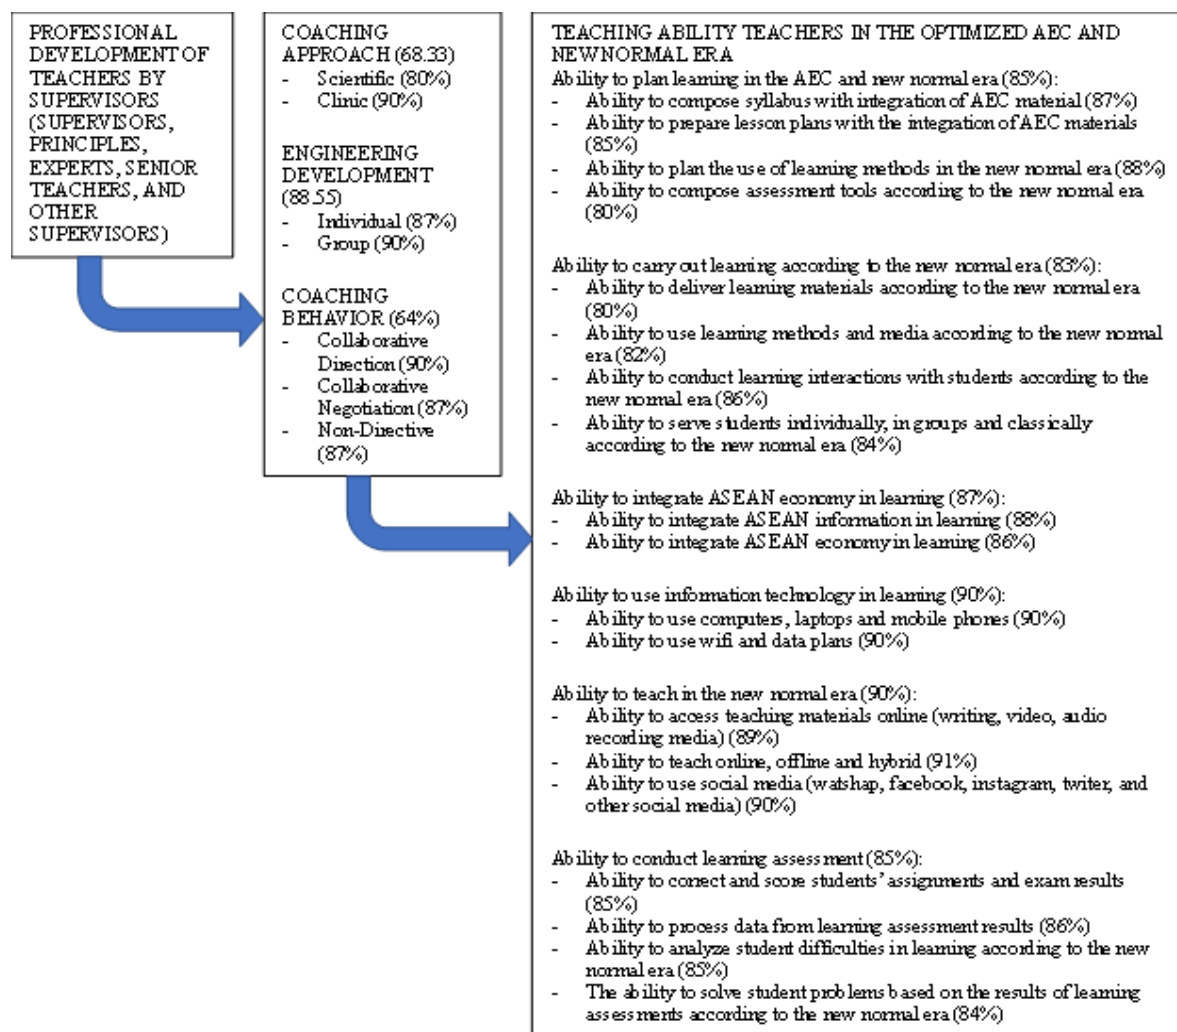 PROFESSIONAL
DEVELOPMENT OF
TEACHERS BY
SUPERVISORS
(SUPERVISORS,
PRINCIPLES,
EXPERTS, SENIOR
TEACHERS, AND
OTHER
SUPERVISORS)
COACHING
APPROACH (68.33)
- Scientific (80%)
- Clinic (90%)
ENGINEERING
DEVELOPMENT
(88.55)
- Individual (87%)
- Group (90%)
COACHING
BEHAVIOR (64%)
- Collaborative
Direction (90%)
- Collaborative
Negotiation (87%)
- Non-Directive
(87%)
TEACHING ABILITY TEACHERS IN THE OPTIMIZED AEC AND
NEW NORMAL ERA
Ability to plan learning in the AEC and new normal era (85%):
- Ability to compose syllabus with integration of AEC material (87%)
- Ability to prepare lesson plans with the integration of AEC materials
(85%)
- Ability to plan the use of learning methods in the new normal era (88%)
- Ability to compose assessment tools according to the new normal era
(80%)
Ability to carry out learning according to the new normal era (83%):
- Ability to deliver learning materials according to the new normal era
(80%)
- Ability to use learning methods and media according to the new normal
era (82%)
- Ability to conduct learning interactions with students according to the
new normal era (86%)
- Ability to serve students individually, in groups and classically
according to the new normal era (84%)
Ability to integrate ASEAN economy in learning (87%):
- Ability to integrate ASEAN information in learning (88%)
- Ability to integrate ASEAN economy in learning (86%)
Ability to use information technology in learning (90%):
- Ability to use computers, laptops and mobile phones (90%)
- Ability to use wifi and data plans (90%)
Ability to teach in the new normal era (90%):
- Ability to access teaching materials online (writing, video, audio
recording media) (89%)
- Ability to teach online, offline and hybrid (91%)
- Ability to use social media (watshap, facebook, instagram, twiter, and
other social media) (90%)
Ability to conduct learning assessment (85%):
- Ability to correct and score students’ assignments and exam results
(85%)
- Ability to process data from learning assessment results (86%)
- Ability to analyze student difficulties in learning according to the new
normal era (85%)
- The ability to solve student problems based on the results of learning
assessments according to the new normal era (84%)